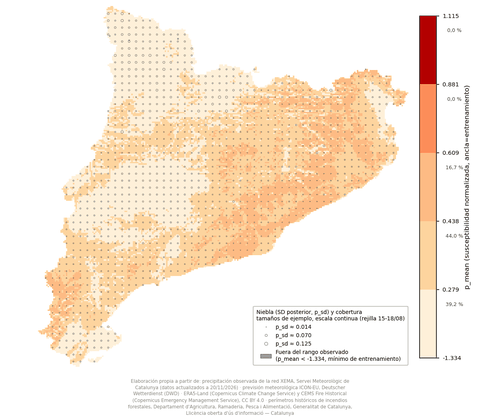 1.115
0,0 %
0.881
0,0 %
0.609
16,7 %
0.438
44,0 %
0.279
39,2 %
-1.334
p_mean (susceptibilidad normalizada, ancla=entrenamiento)
Niebla (SD posterior, p_sd) y cobertura
tamaños de ejemplo, escala continua (rejilla 15-18/08)
p_sd = 0.014
p_sd = 0.070
p_sd = 0.125
Fuera del rango observado
(p_mean < -1.334, mínimo de entrenamiento)
Elaboración propia a partir de: precipitación observada de la red XEMA, Servei Meteorològic de
Catalunya (datos actualizados a 20/11/2026) · previsión meteorológica ICON-EU, Deutscher
Wetterdienst (DWD) · ERA5-Land (Copernicus Climate Change Service) y CEMS Fire Historical
(Copernicus Emergency Management Service), CC BY 4.0 · perímetros históricos de incendios
forestales, Departament d'Agricultura, Ramaderia, Pesca i Alimentació, Generalitat de Catalunya,
Llicència oberta d'ús d'informació — Catalunya